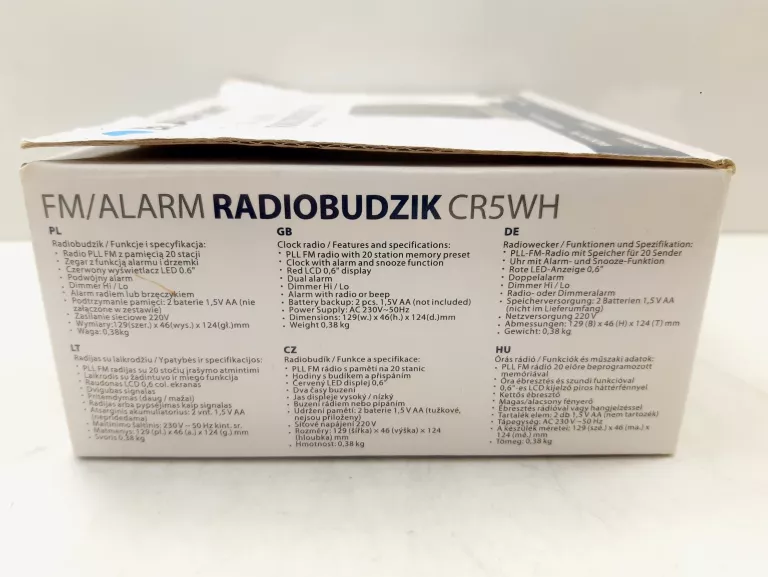 FM/ALARM RADIOBUDZIK CR5WH
PL
Radiobudzik / Funkcje i specyfikacja:
• Radio PLL FM z pamięcią 20 stacji
• Zegar z funkcją alarmu i drzemki
• Czerwony wyświetlacz LED 0.6"
• Podwójny alarm
• Dimmer Hi / Lo
• Alarm radiem lub brzęczykiem
• Podtrzymanie pamięci: 2 baterie 1,5V AA (nie
załączone w zestawie)
• Zasilanie sieciowe 220V
• Wymiary:129(szer.) x 46(wys.) x 124(gł.)mm
• Waga: 0,38kg
GB
Clock radio / Features and specifications:
• PLL FM radio with 20 station memory preset
• Clock with alarm and snooze function
• Red LCD 0,6" display
• Dual alarm
• Dimmer Hi / Lo
• Alarm with radio or beep
• Battery backup: 2 pcs. 1,5V AA (not included)
• Power Supply: AC 230V~50Hz
• Dimensions: 129(w.) x 46(h.) x 124(d.)mm
• Weight 0.38 kg
DE
Radiowecker / Funktionen und Spezifikation:
• PLL-FM-Radio mit Speicher für 20 Sender
• Uhr mit Alarm- und Snooze-Funktion
• Rote LED-Anzeige 0,6"
• Doppelalarm
• Dimmer Hi / Lo
• Radio- oder Dimmeralarm
• Speicherversorgung: 2 Batterien 1,5V AA
(nicht im Lieferumfang)
• Netzversorgung 220 V
• Abmessungen: 129 (B) x 46 (H) x 124 (T) mm
• Gewicht: 0,38 kg
LT
Radijas su laikrodžiu / Ypatybės ir specifikacijos:
• PLL FM radijas su 20 stočių įrašymo atmintimi
• Laikrodis su žadintuvo ir miego funkcija
• Raudonas LCD 0,6 col. ekranas
• Dvigubas signalas
• Pritemdymas (daug / mažai)
• Radijas arba pypsėjimas kaip signalas
• Atsarginis akumuliatorius: 2 vnt. 1,5V AA
(nepridedama)
• Maitinimo šaltinis: 230V ~ 50 Hz kint. sr.
• Matmenys: 129 (pl.) x 46 (a.) x 124 (g.) mm
• Svoris 0,38 kg
CZ
Radiobudík / Funkce a specifikace:
• PLL FM rádio s pamětí na 20 stanic
• Hodiny s budíkem a přispáním
• Červený LED displej 0,6"
• Dva časy buzení
• Jas displeje vysoký / nízký
• Buzení rádiem nebo pípáním
• Udržení paměti: 2 baterie 1,5V AA (tužkové,
nejsou přiloženy)
• Síťové napájení 220 V
• Rozměry: 129 (šířka) × 46 (výška) × 124
(hloubka) mm
• Hmotnost: 0,38 kg
HU
Órás rádió / Funkciók és műszaki adatok:
• PLL FM rádió 20 előre beprogramozott
memóriával
• Óra ébresztés és szundi funkcióval
• 0,6"-es LCD kijelző piros háttérfénnyel
• Kettős ébresztő
• Magas/alacsony fényerő
• Ébresztés rádióval vagy hangjelzéssel
• Tartalék elem: 2 db 1,5V AA (nem tartozék)
• Tápegység: AC 230 V~50 Hz
• A készülék méretei: 129 (szé.) x 46 (ma.) x
124 (mé.) mm
• Tömeg: 0,38 kg